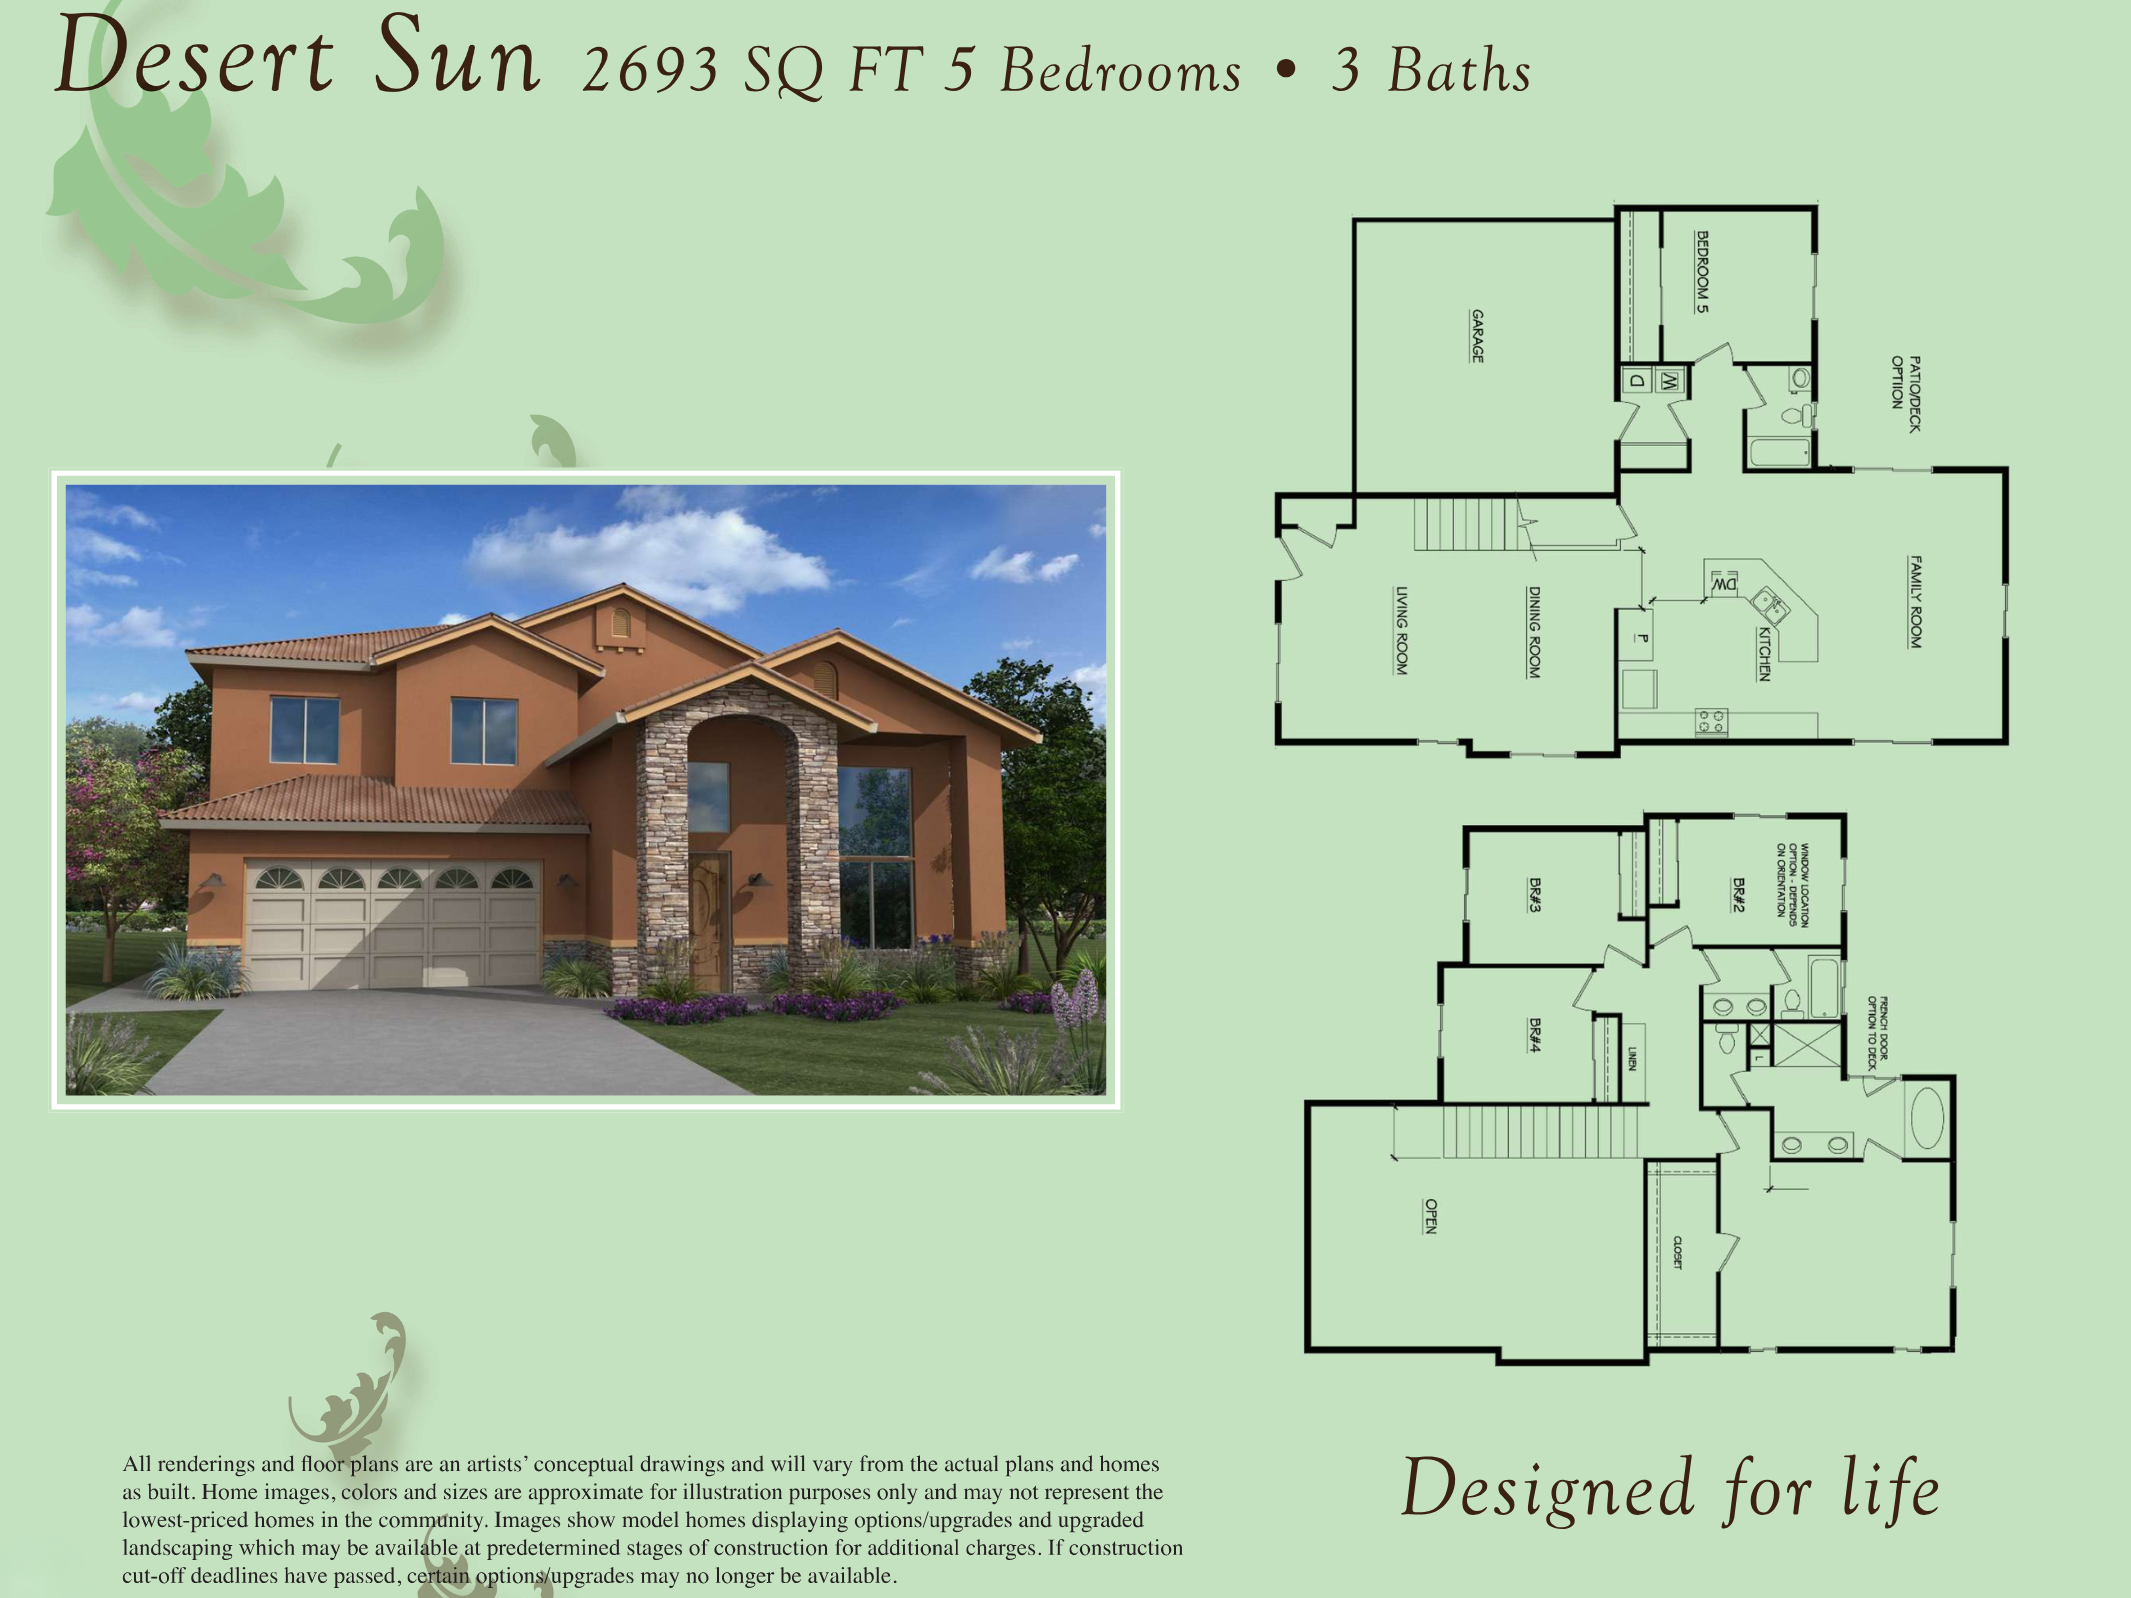 Desert Sun 2693 SQ FT 5 Bedrooms • 3 Baths
BEDROOM 5
GARAGE
D
W
PATIO/DECK
OPTIION
FAMILY ROOM
DW
KITCHEN
P
DINING ROOM
LIVING ROOM
WINDOW LOCATION
OPTION - DEPENDS
ON ORIENTATION
BR#2
BR#3
BR#4
LINEN
L
FRENCH DOOR
OPTION TO DECK
OPEN
CLOSET
All renderings and floor plans are an artists’ conceptual drawings and will vary from the actual plans and homes
as built. Home images, colors and sizes are approximate for illustration purposes only and may not represent the
lowest-priced homes in the community. Images show model homes displaying options/upgrades and upgraded
landscaping which may be available at predetermined stages of construction for additional charges. If construction
cut-off deadlines have passed, certain options/upgrades may no longer be available.
Designed for life